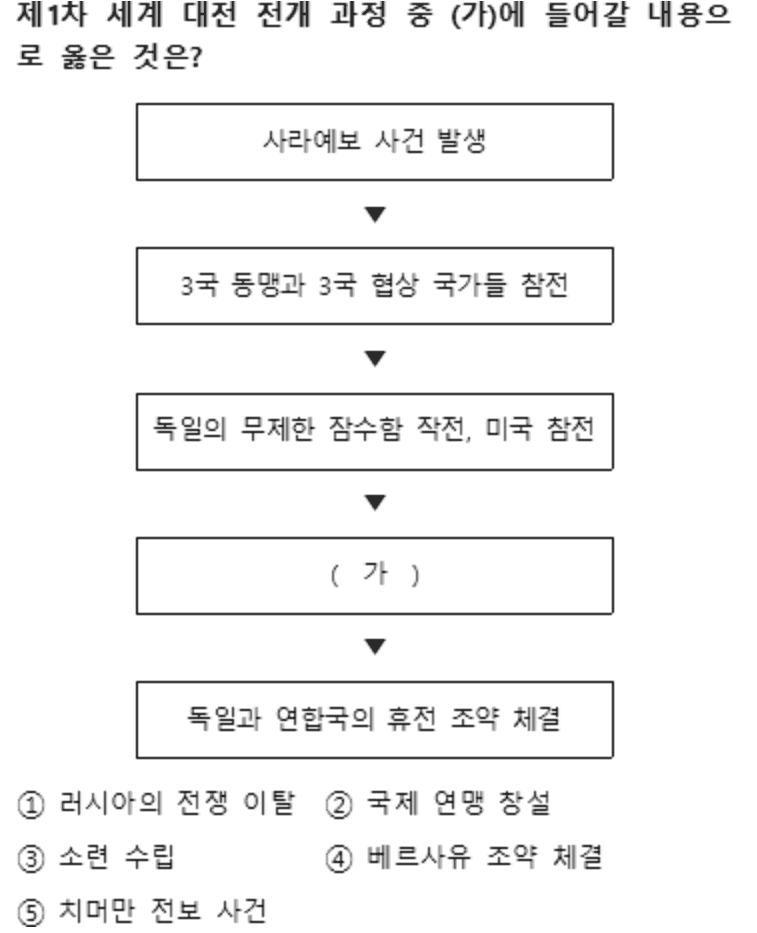 제1차 세계 대전 전개 과정 중 (가)에 들어갈 내용으
로 옳은 것은?
사라예보 사건 발생
▼
3국 동맹과 3국 협상 국가들 참전
▼
독일의 무제한 잠수함 작전, 미국 참전
▼
( 가 )
▼
독일과 연합국의 휴전 조약 체결
① 러시아의 전쟁 이탈 ② 국제 연맹 창설
③ 소련 수립 ④ 베르사유 조약 체결
⑤ 치머만 전보 사건